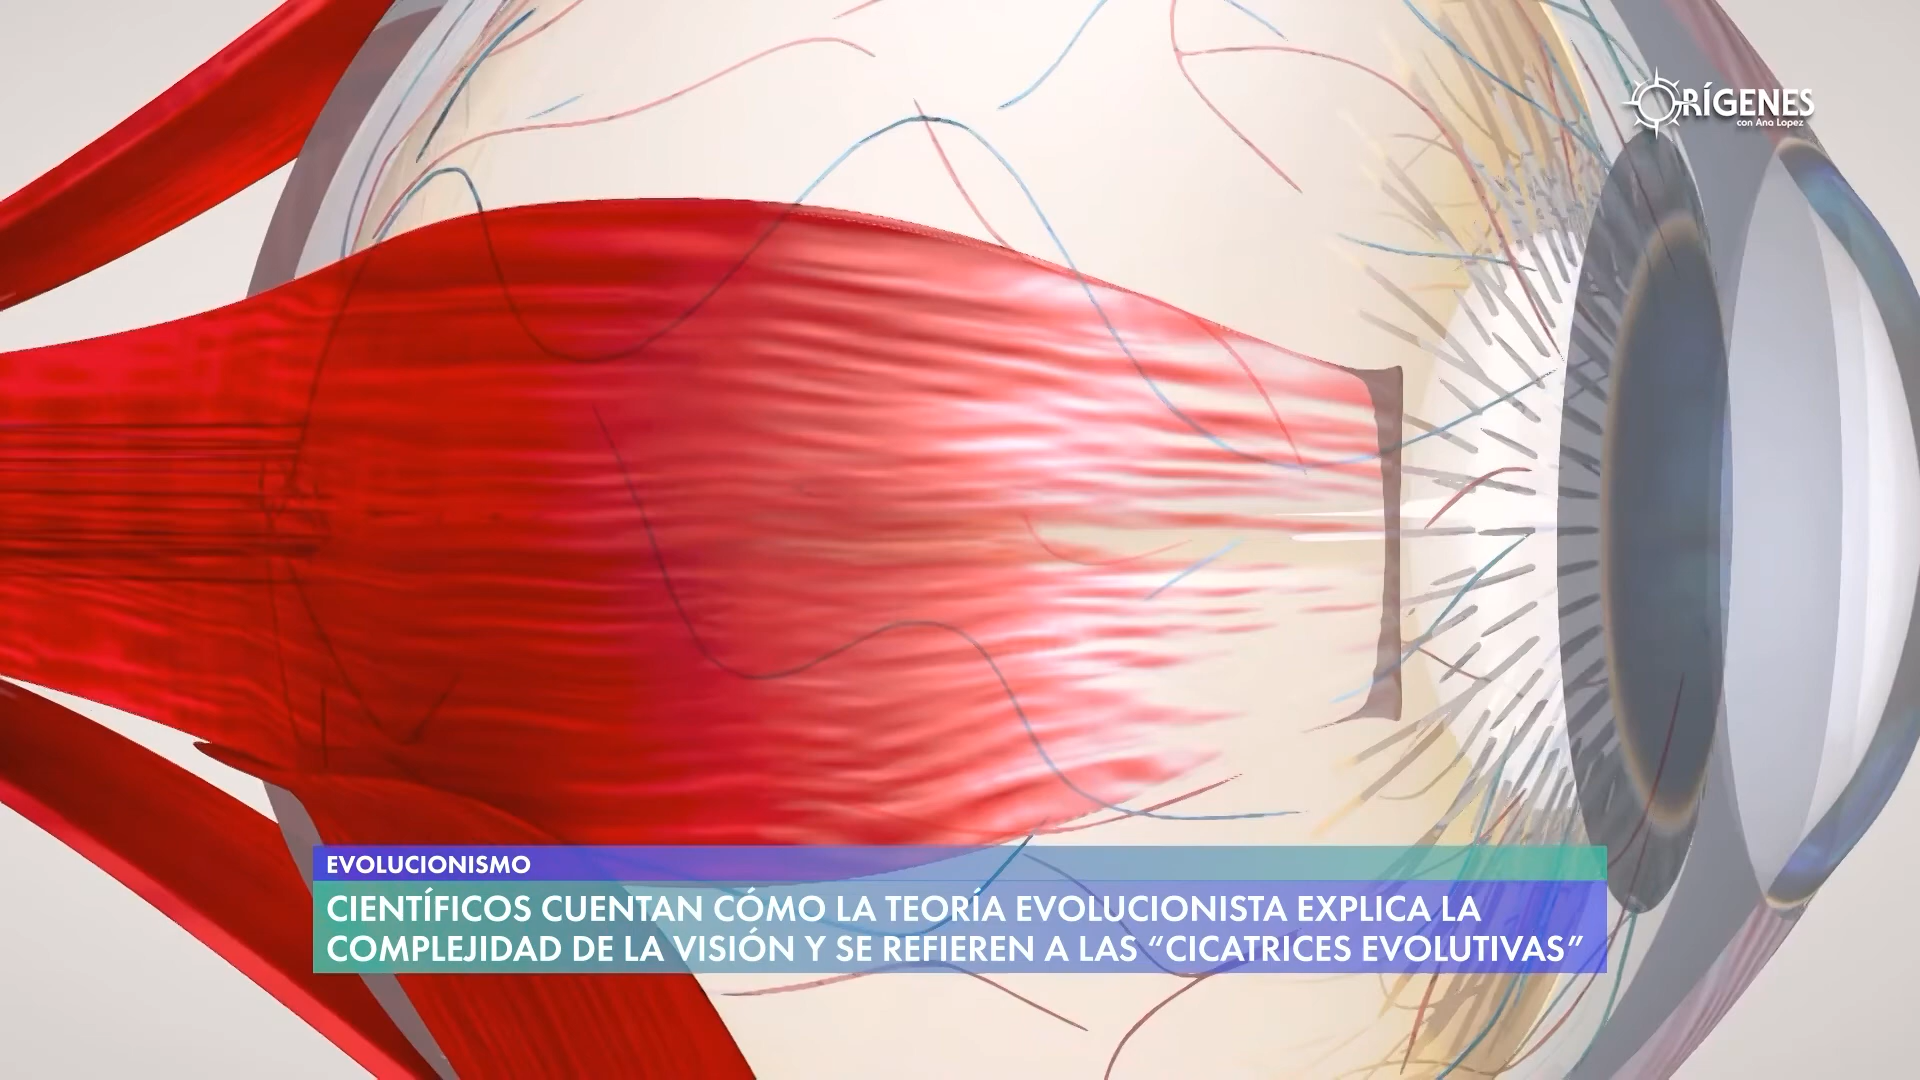 ORÍGENES
con Ana Lopez
EVOLUCIONISMO
CIENTÍFICOS CUENTAN CÓMO LA TEORÍA EVOLUCIONISTA EXPLICA LA
COMPLEJIDAD DE LA VISIÓN Y SE REFIEREN A LAS “CICATRICES EVOLUTIVAS”